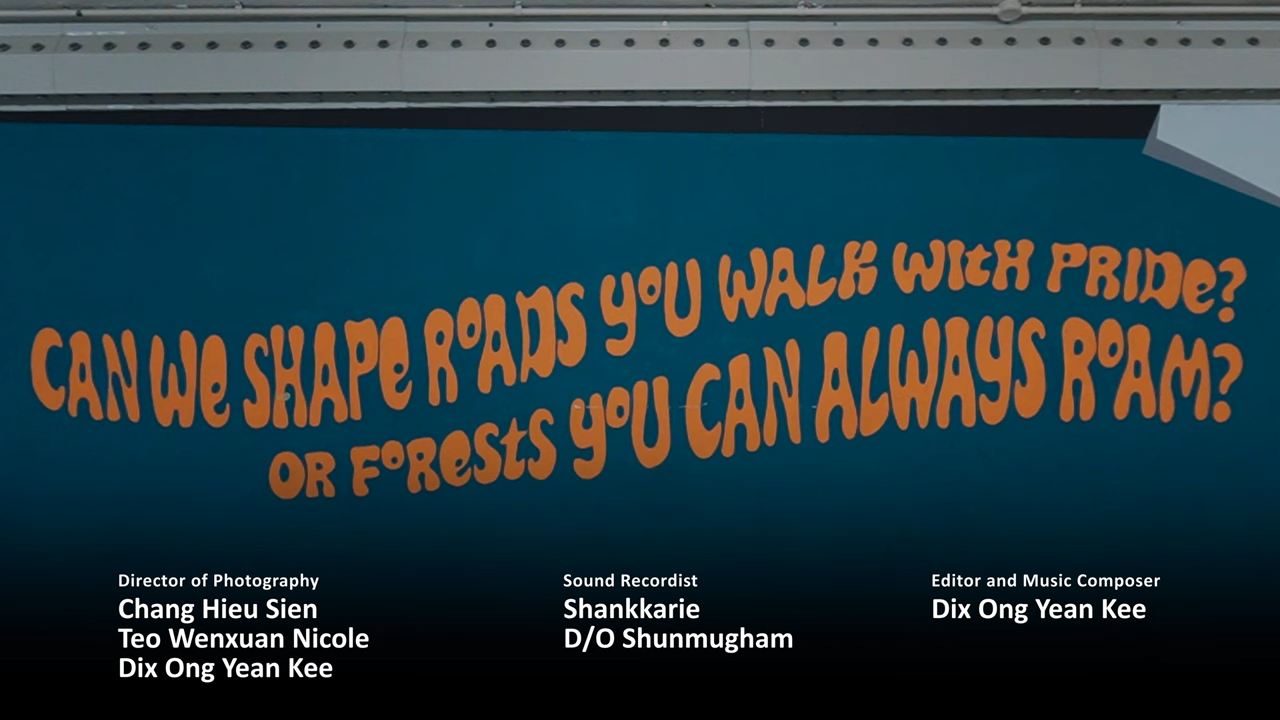 CAN We SHAPe ROADS yOU WALK WItH PRIDe?
OR FORestS yOU CAN ALWAyS ROAM?
Director of Photography
Chang Hieu Sien
Teo Wenxuan Nicole
Dix Ong Yean Kee
Sound Recordist
Shankkarie
D/O Shunmugham
Editor and Music Composer
Dix Ong Yean Kee